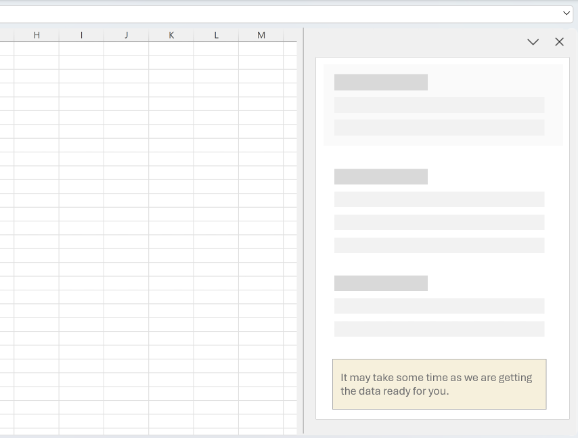 H I J K L M
It may take some time as we are getting
the data ready for you.